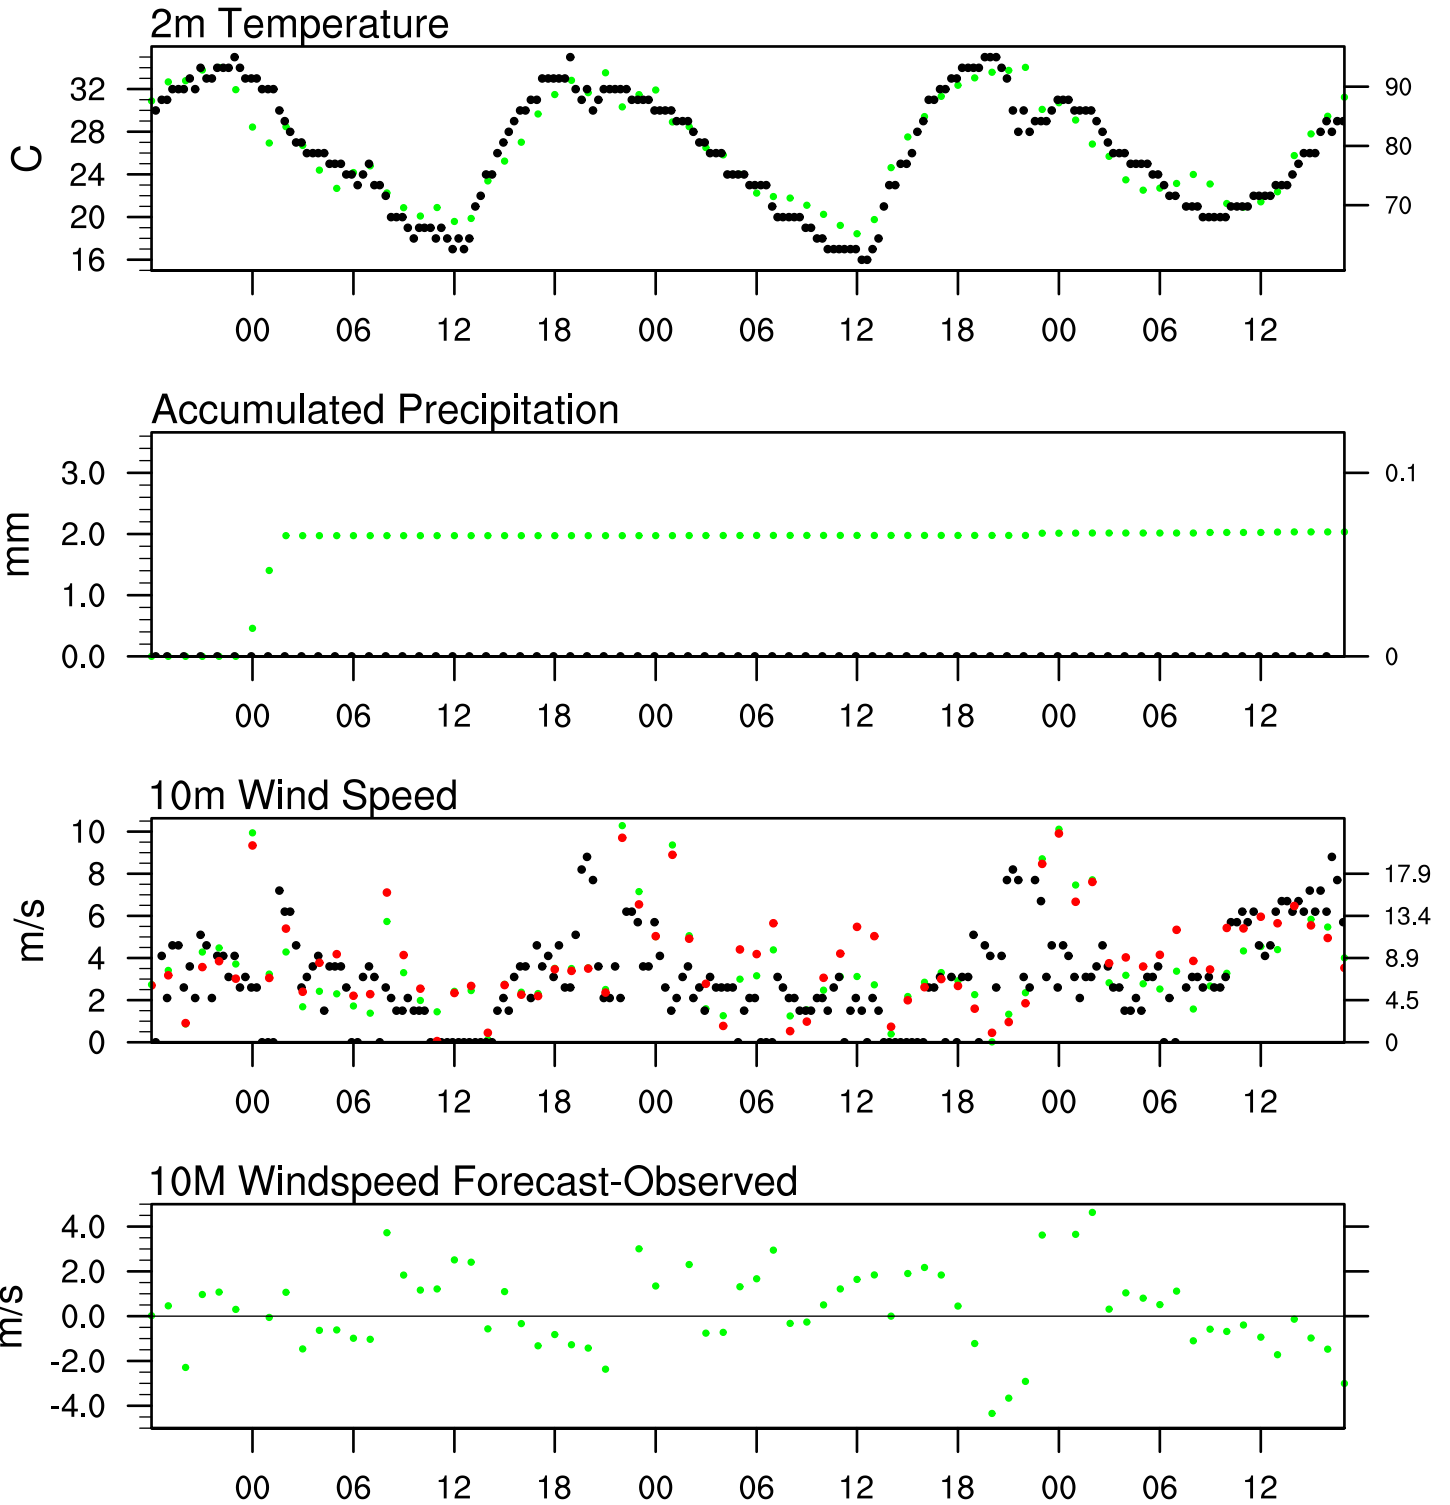 2m Temperature
C
32
28
24
20
16
90
80
70
00 06 12 18 00 06 12 18 00 06 12
Accumulated Precipitation
mm
3.0
2.0
1.0
0.0
0.1
0
00 06 12 18 00 06 12 18 00 06 12
10m Wind Speed
m/s
10
8
6
4
2
0
17.9
13.4
8.9
4.5
0
00 06 12 18 00 06 12 18 00 06 12
10M Windspeed Forecast-Observed
m/s
4.0
2.0
0.0
-2.0
-4.0
00 06 12 18 00 06 12 18 00 06 12